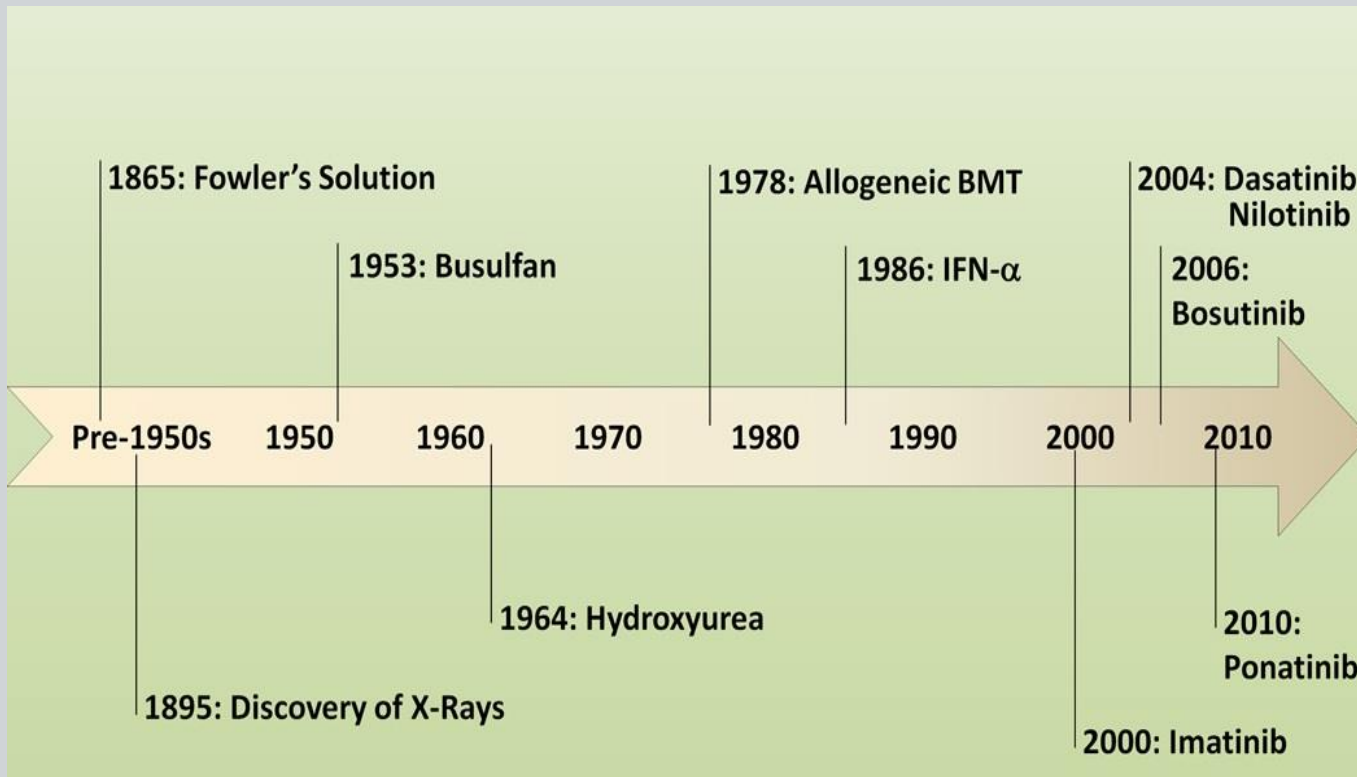 1865: Fowler's Solution
1978: Allogeneic BMT
2004: Dasatinib
Nilotinib
1953: Busulfan
1986: IFN-α
2006:
Bosutinib
Pre-1950s 1950 1960 1970 1980 1990 2000 2010
1964: Hydroxyurea
2010:
Ponatinib
1895: Discovery of X-Rays
2000: Imatinib